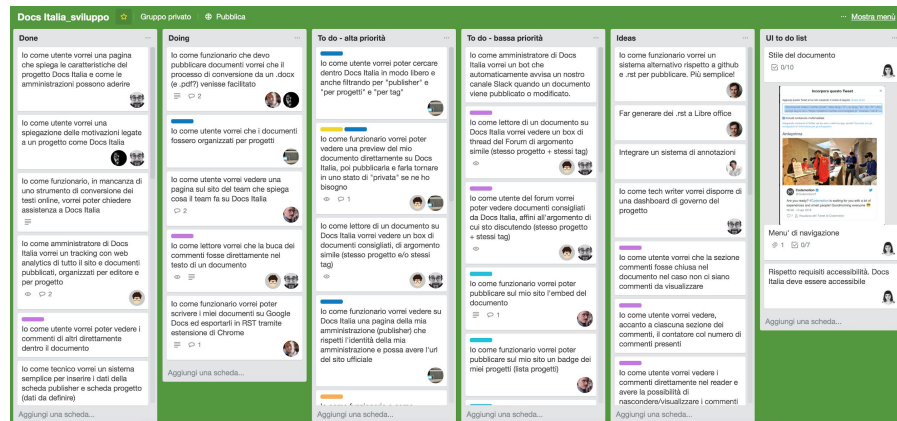 Docs Italia_sviluppo
Gruppo privato
Pubblica
Mostra menù
Done
Io come utente vorrei una pagina
che spiega le caratteristiche del
progetto Docs Italia e come le
amministrazioni possono aderire
Io come utente vorrei una
spiegazione delle motivazioni legate
a un progetto come Docs Italia
Io come funzionario, in mancanza di
uno strumento di conversione dei
testi online, vorrei poter chiedere
assistenza a Docs Italia
Io come amministratore di Docs
Italia vorrei un tracking con web
analytics di tutto il sito e documenti
pubblicati, organizzati per editore e
per progetto
2
Io come utente vorrei poter vedere i
commenti di altri direttamente
dentro il documento
Io come tecnico vorrei un sistema
semplice per inserire i dati della
scheda publisher e scheda progetto
(dati da definire)
Aggiungi una scheda...
Doing
Io come funzionario che devo
pubblicare documenti vorrei che il
processo di conversione da un .docx
(e .pdf?) venisse facilitato
2
Io come utente vorrei che i documenti
fossero organizzati per progetti
Io come utente vorrei vedere una
pagina sul sito del team che spiega
cosa il team fa su Docs Italia
2
Io come lettore vorrei che la buca dei
commenti fosse direttamente nel
testo di un documento
Io come funzionario vorrei poter
scrivere i miei documenti su Google
Docs ed esportarli in RST tramite
estensione di Chrome
1
Aggiungi una scheda...
To do - alta priorità
Io come utente vorrei poter cercare
dentro Docs Italia in modo libero e
anche filtrando per "publisher" e
"per progetti" e "per tag"
Io come funzionario vorrei poter
vedere una preview del mio
documento direttamente su Docs
Italia, poi pubblicarla e farla tornare
in uno stato di "privata" se ne ho
bisogno
1
Io come lettore di un documento su
Docs Italia vorrei vedere un box di
documenti consigliati, di argomento
simile (stesso progetto e/o stesso
tag)
Io come funzionario vorrei vedere su
Docs Italia una pagina della mia
amministrazione (publisher) che
rispetti l'identità della mia
amministrazione e possa avere l'url
del sito ufficiale
Aggiungi una scheda...
To do - bassa priorità
Io come amministratore di Docs
Italia vorrei un bot che
automaticamente avvisa un nostro
canale Slack quando un documento
viene pubblicato o modificato.
Io come lettore di un documento su
Docs Italia vorrei vedere un box di
thread del Forum di argomento
simile (stesso progetto + stessi tag)
Io come utente del forum vorrei
poter vedere documenti consigliati
da Docs Italia, affini all'argomento di
cui sto discutendo (stesso progetto
+ stessi tag)
Io come funzionario vorrei poter
pubblicare sul mio sito l'embed del
documento
1
Io come funzionario vorrei poter
pubblicare sul mio sito un badge dei
miei progetti (lista progetti)
Aggiungi una scheda...
Ideas
Io come funzionario vorrei un
sistema alternativo rispetto a github
e .rst per pubblicare. Più semplice!
Far generare dei .rst a Libre office
Integrare un sistema di annotazioni
Io come tech writer vorrei disporre di
una dashboard di governo del
progetto
Io come utente vorrei che la sezione
commenti fosse chiusa nel
documento nel caso non ci siano
commenti da visualizzare
Io come utente vorrei vedere,
accanto a ciascuna sezione del
commenti, il contatore col numero di
commenti presenti
Io come utente vorrei vedere i
commenti direttamente nel reader e
avere la possibilità di
nascondere/visualizzare i commenti
Aggiungi una scheda...
UI to do list
Stile del documento
0/10
Incorpora questo Tweet
Anteprima
Menu' di navigazione
1
0/7
Rispetto requisiti accessibilità. Docs
Italia deve essere accessibile
Aggiungi una scheda...